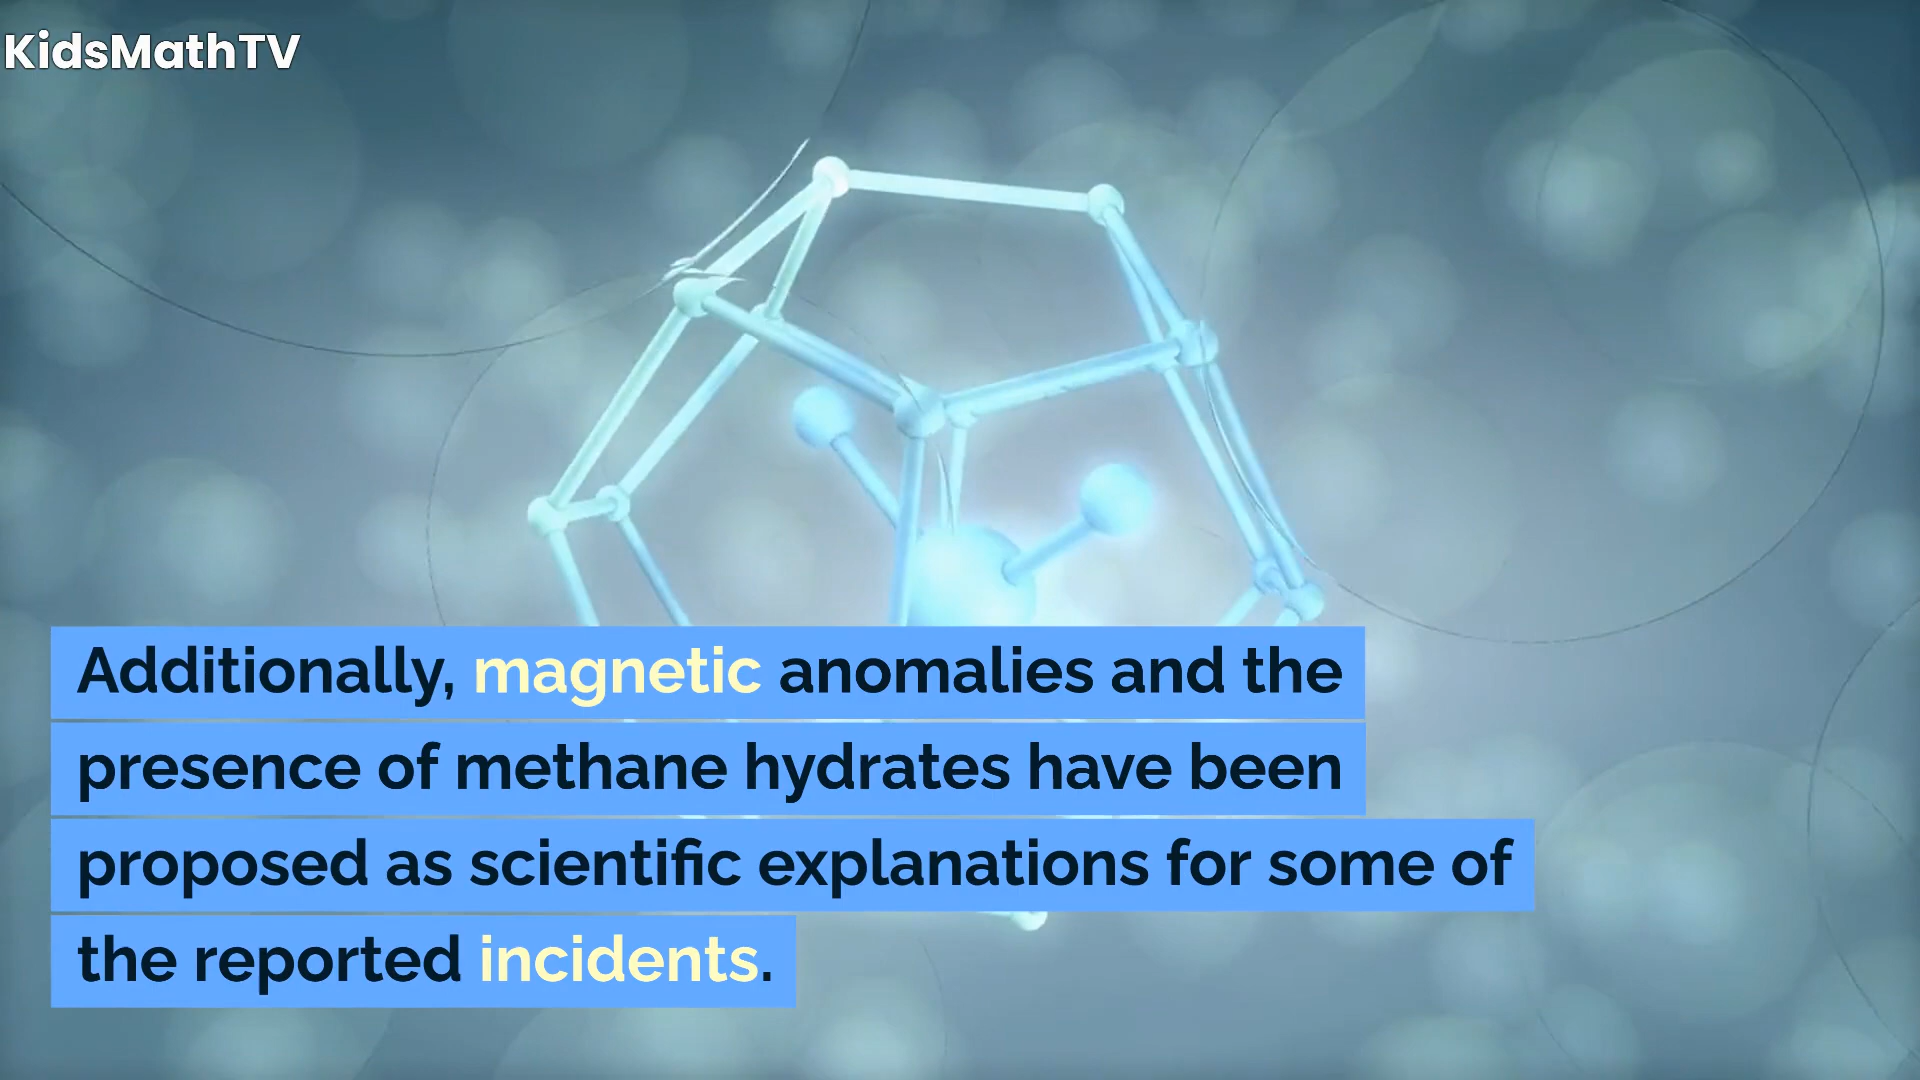 KidsMathTV
Additionally, magnetic anomalies and the
presence of methane hydrates have been
proposed as scientific explanations for some of
the reported incidents.